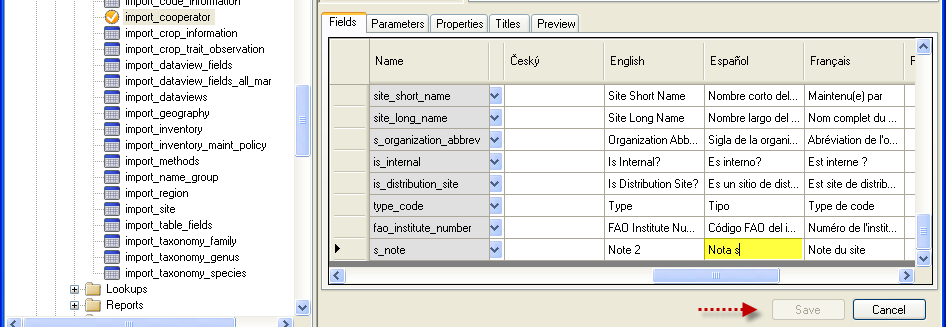 import_code_information
import_cooperator
import_crop_information
import_crop_trait_observation
import_dataview_fields
import_dataview_fields_all_mar
import_dataviews
import_geography
import_inventory
import_inventory_maint_policy
import_methods
import_name_group
import_region
import_site
import_table_fields
import_taxonomy_family
import_taxonomy_genus
import_taxonomy_species
Lookups
Reports
Fields Parameters Properties Titles Preview
Name Český English Español Français F
site_short_name Site Short Name Nombre corto del... Maintenu(e) par
site_long_name Site Long Name Nombre largo del ... Nom complet du ...
s_organization_abbrev Organization Abb... Sigla de la organi... Abréviation de l'o...
is_internal Is Internal? Es interno? Est interne ?
is_distribution_site Is Distribution Site? Es un sitio de dist... Est site de distrib...
type_code Type Tipo Type de code
fao_institute_number FAO Institute Nu... Código FAO del i... Numéro de l'instit...
s_note Note 2 Nota s Note du site
Save Cancel